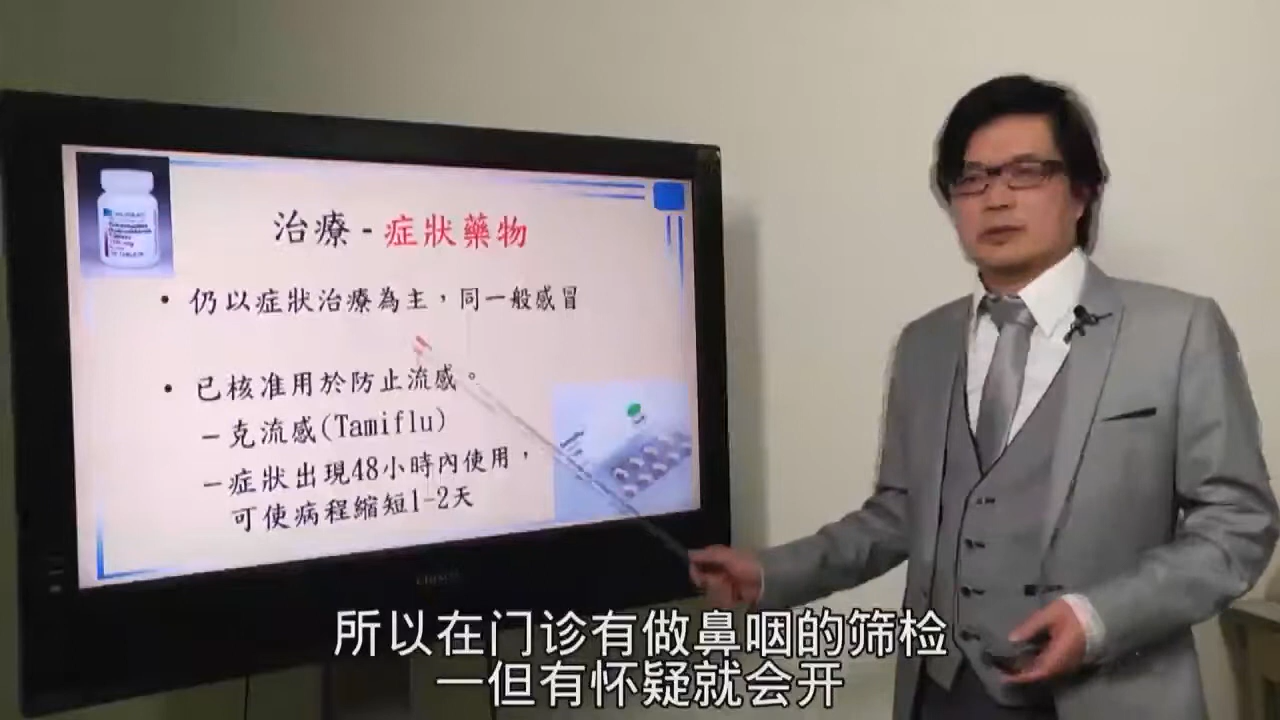 治療-症狀藥物
• 仍以症狀治療為主，同一般感冒
• 已核准用於防止流感。
－克流感(Tamiflu)
－症狀出現48小時內使用，
可使病程縮短1-2天
所以在门诊有做鼻咽的筛检
一但有怀疑就会开